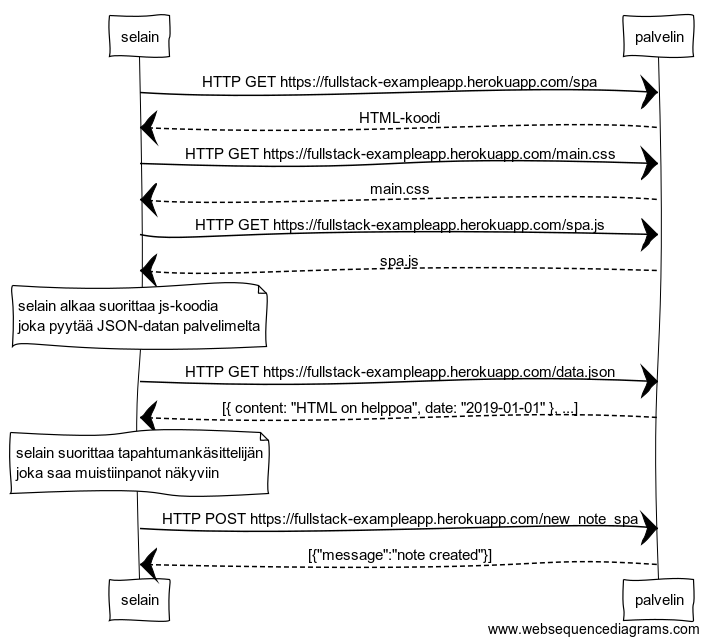 selain
palvelin
HTTP GET https://fullstack-exampleapp.herokuapp.com/spa
HTML-koodi
HTTP GET https://fullstack-exampleapp.herokuapp.com/main.css
main.css
HTTP GET https://fullstack-exampleapp.herokuapp.com/spa.js
spa.js
selain alkaa suorittaa js-koodia
joka pyytää JSON-datan palvelimelta
HTTP GET https://fullstack-exampleapp.herokuapp.com/data.json
[{ content: "HTML on helppoa", date: "2019-01-01" }, ...]
selain suorittaa tapahtumankäsittelijän
joka saa muistiinpanot näkyviin
HTTP POST https://fullstack-exampleapp.herokuapp.com/new_note_spa
[{"message":"note created"}]
selain
palvelin
www.websequencediagrams.com